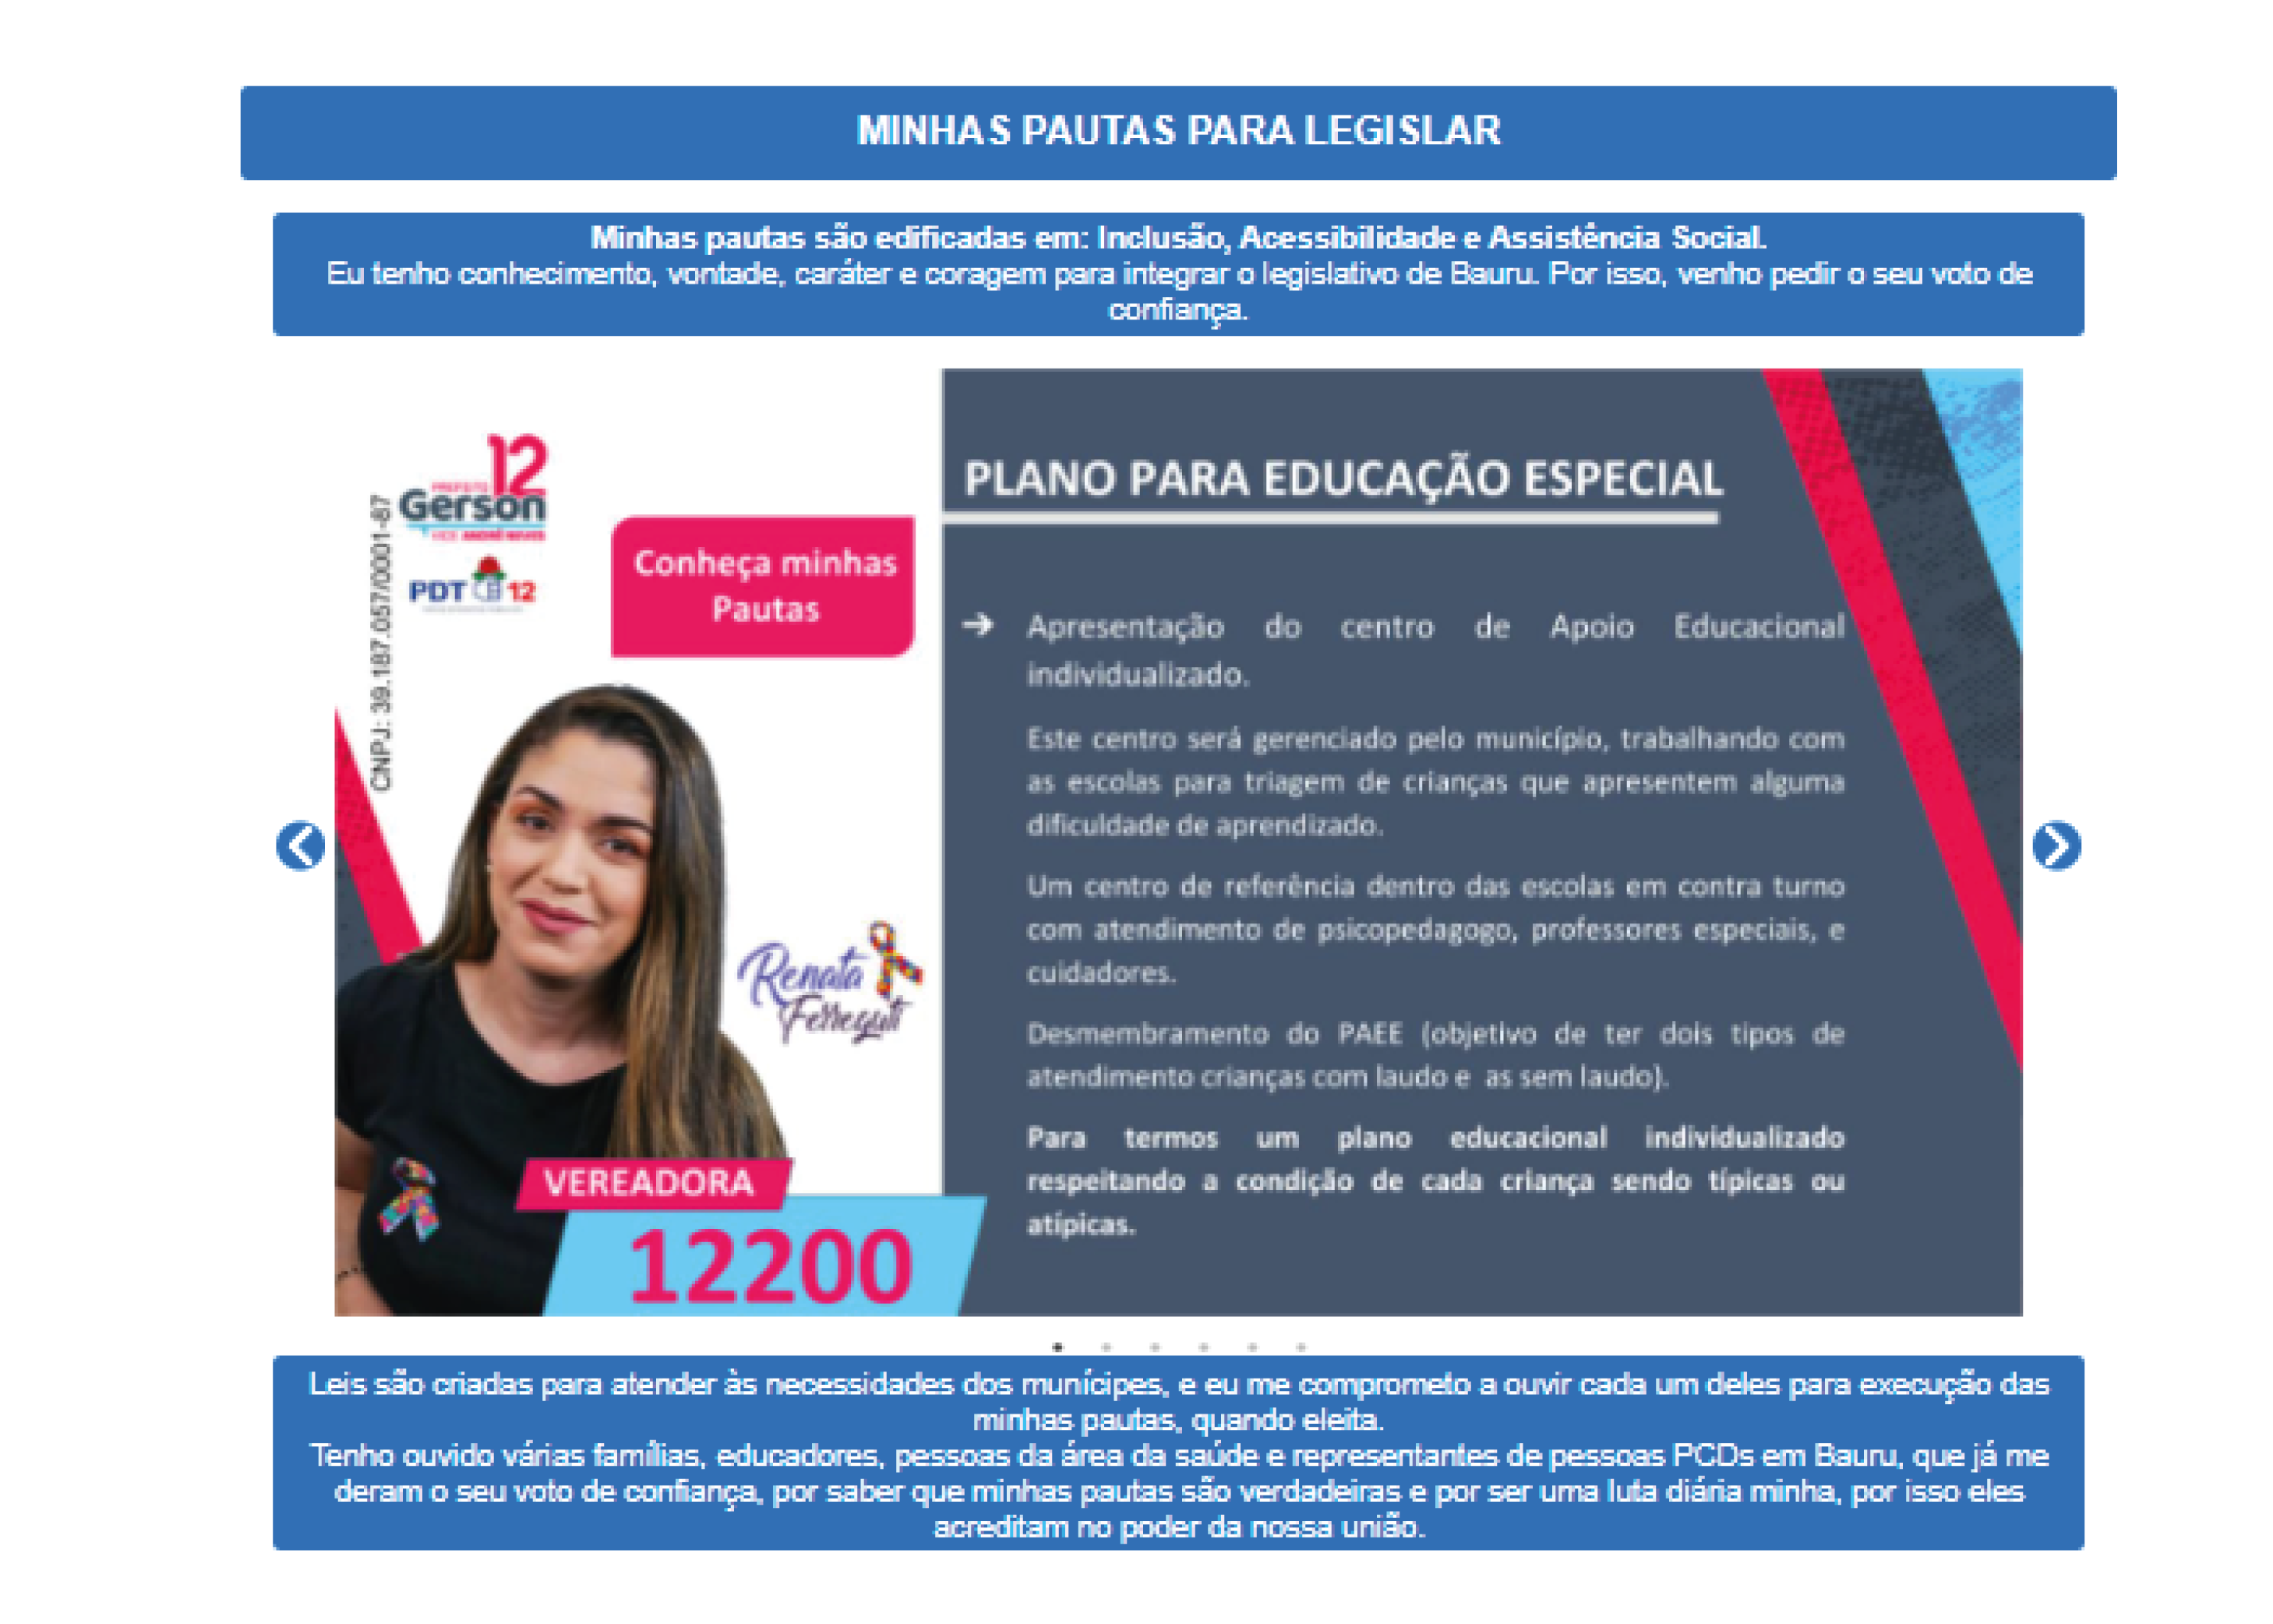 MINHAS PAUTAS PARA LEGISLAR
Minhas pautas são edificadas em: Inclusão, Acessibilidade e Assistência Social.
Eu tenho conhecimento, vontade, caráter e coragem para integrar o legislativo de Bauru. Por isso, venho pedir o seu voto de
confiança.
12
PREFEITO
Gerson
VICE ANDRÉ NEVES
PDT 12
CNPJ.: 39.187.057/0001-67
Conheça minhas
Pautas
Renata
Ferreguti
VEREADORA
12200
PLANO PARA EDUCAÇÃO ESPECIAL
➔ Apresentação do centro de Apoio Educacional
individualizado.
Este centro será gerenciado pelo município, trabalhando com
as escolas para triagem de crianças que apresentem alguma
dificuldade de aprendizado.
Um centro de referência dentro das escolas em contra turno
com atendimento de psicopedagogo, professores especiais, e
cuidadores.
Desmembramento do PAEE (objetivo de ter dois tipos de
atendimento crianças com laudo e as sem laudo).
Para termos um plano educacional individualizado
respeitando a condição de cada criança sendo típicas ou
atípicas.
Leis são criadas para atender às necessidades dos munícipes, e eu me comprometo a ouvir cada um deles para execução das
minhas pautas, quando eleita.
Tenho ouvido várias famílias, educadores, pessoas da área da saúde e representantes de pessoas PCDs em Bauru, que já me
deram o seu voto de confiança, por saber que minhas pautas são verdadeiras e por ser uma luta diária minha, por isso eles
acreditam no poder da nossa união.